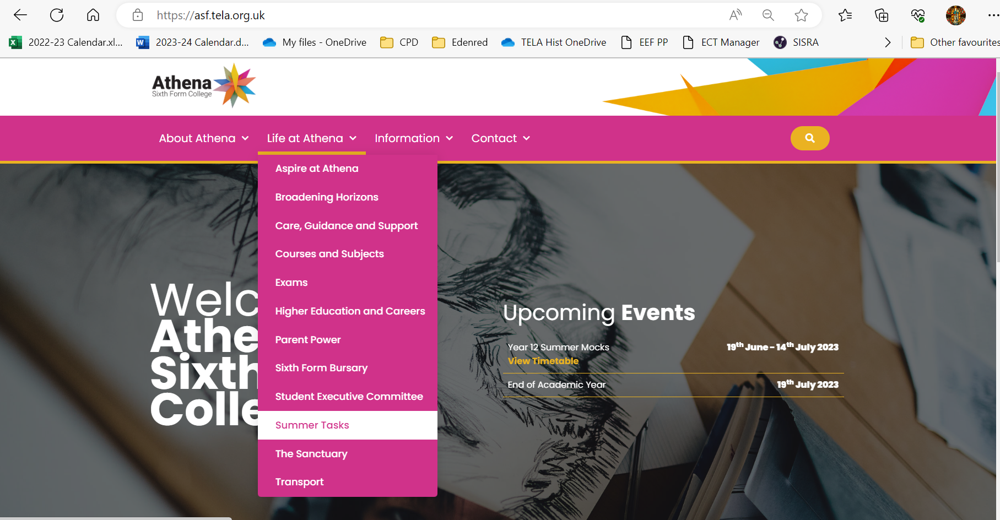 https://asf.tela.org.uk
2022-23 Calendar.xl... 2023-24 Calendar.d... My files - OneDrive CPD Edenred TELA Hist OneDrive EEF PP ECT Manager SISRA Other favourites
Athena
Sixth Form College
About Athena Life at Athena Information Contact
Aspire at Athena
Broadening Horizons
Care, Guidance and Support
Courses and Subjects
Exams
Higher Education and Careers
Parent Power
Sixth Form Bursary
Student Executive Committee
Summer Tasks
The Sanctuary
Transport
Welc
Athe
Sixth
Colle
Upcoming Events
Year 12 Summer Mocks 19th June - 14th July 2023
View Timetable
End of Academic Year 19th July 2023